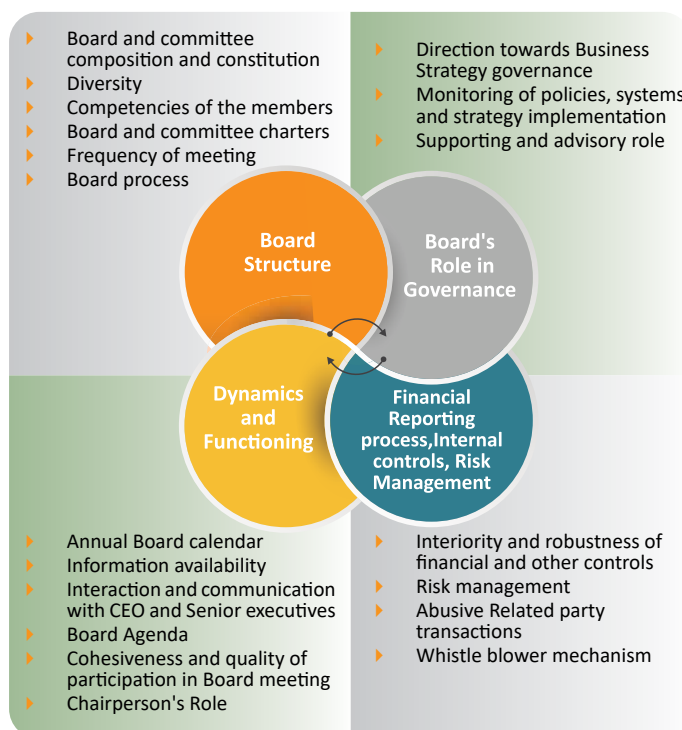 Board and committee
composition and constitution
Diversity
Competencies of the members
Board and committee charters
Frequency of meeting
Board process
Direction towards Business
Strategy governance
Monitoring of policies, systems
and strategy implementation
Supporting and advisory role
Board
Structure
Board's
Role in
Governance
Dynamics
and
Functioning
Financial
Reporting
process,Internal
controls, Risk
Management
Annual Board calendar
Information availability
Interaction and communication
with CEO and Senior executives
Board Agenda
Cohesiveness and quality of
participation in Board meeting
Chairperson's Role
Interiority and robustness of
financial and other controls
Risk management
Abusive Related party
transactions
Whistle blower mechanism